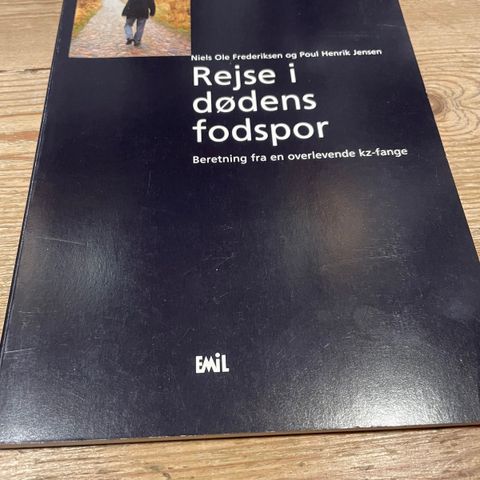 Niels Ole Frederiksen og Poul Henrik Jensen
Rejse i
dødens
fodspor
Beretning fra en overlevende kz-fange
EMiL